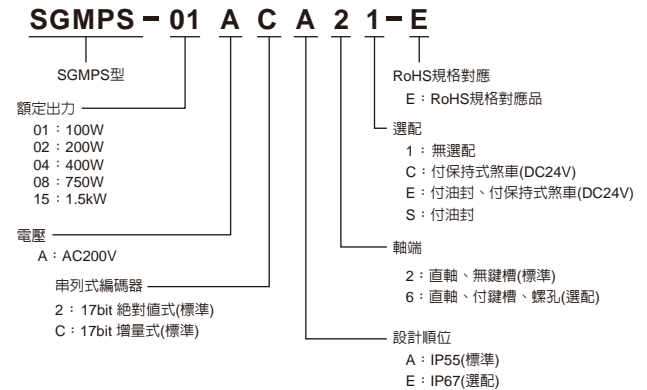 SGMPS-01 A C A 2 1-E
SGMPS型
額定出力
01：100W
02：200W
04：400W
08：750W
15：1.5kW
電壓
A：AC200V
串列式編碼器
2：17bit 絕對值式(標準)
C：17bit 增量式(標準)
RoHS規格對應
E：RoHS規格對應品
選配
1：無選配
C：付保持式煞車(DC24V)
E：付油封、付保持式煞車(DC24V)
S：付油封
軸端
2：直軸、無鍵槽(標準)
6：直軸、付鍵槽、螺孔(選配)
設計順位
A：IP55(標準)
E：IP67(選配)